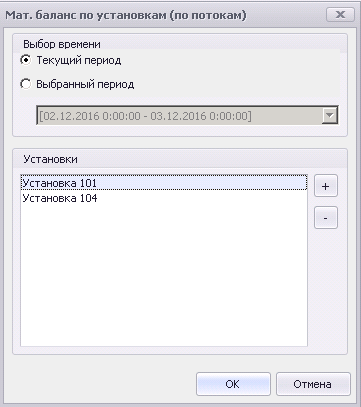 Мат. баланс по установкам (по потокам)
Выбор времени
Текущий период
Выбранный период
[02.12.2016 0:00:00 - 03.12.2016 0:00:00]
Установки
Установка 101
+
Установка 104
-
OK
Отмена